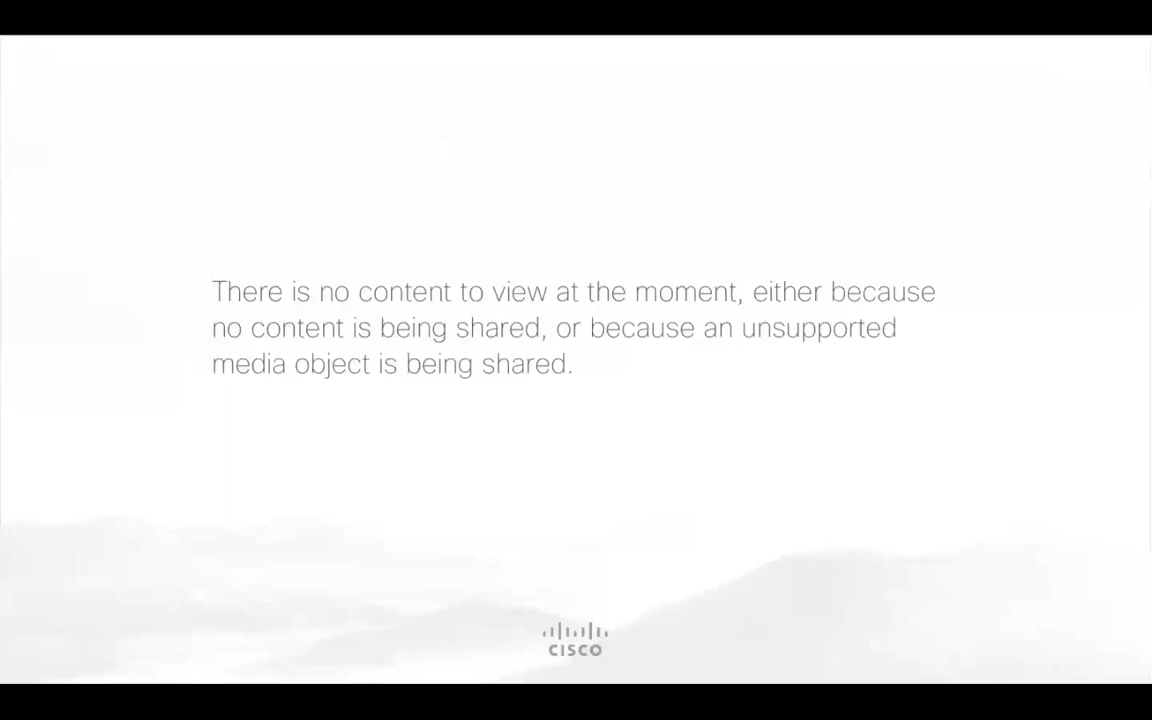 There is no content to view at the moment, either because
no content is being shared, or because an unsupported
media object is being shared.
CISCO